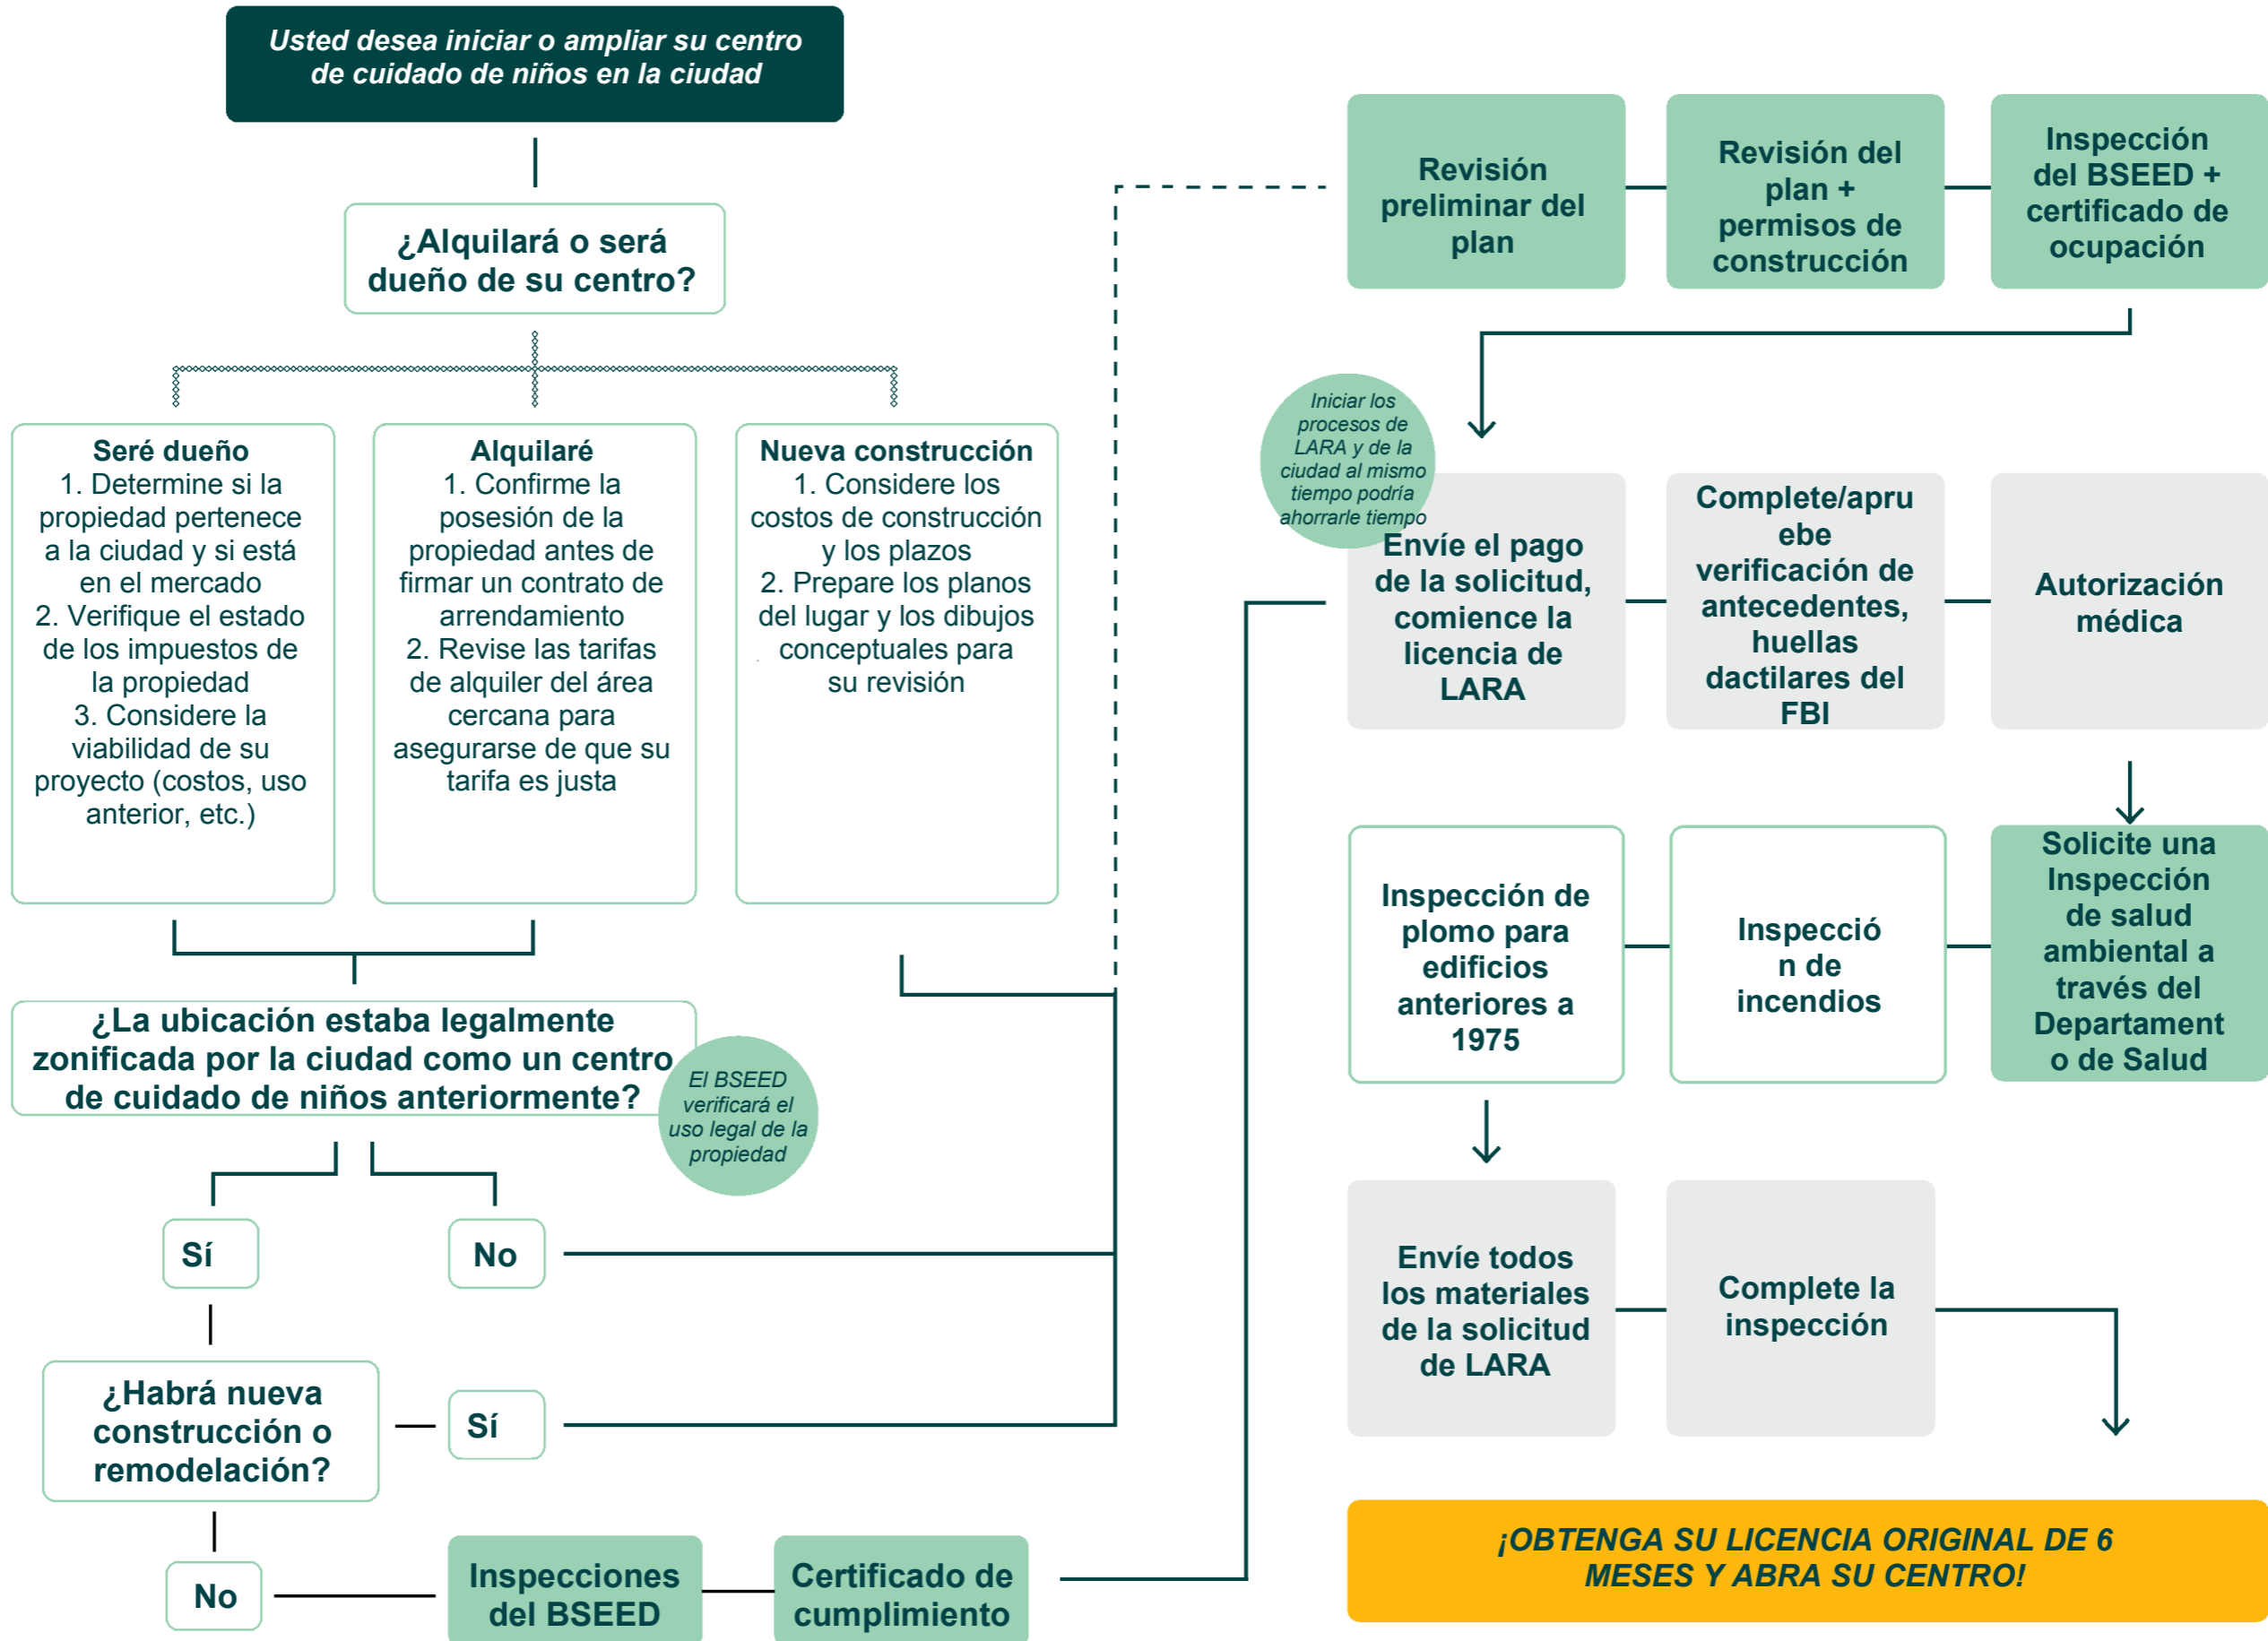 Usted desea iniciar o ampliar su centro
de cuidado de niños en la ciudad
¿Alquilará o será
dueño de su centro?
Seré dueño
1. Determine si la
propiedad pertenece
a la ciudad y si está
en el mercado
2. Verifique el estado
de los impuestos de
la propiedad
3. Considere la
viabilidad de su
proyecto (costos, uso
anterior, etc.)
Alquilaré
1. Confirme la
posesión de la
propiedad antes de
firmar un contrato de
arrendamiento
2. Revise las tarifas
de alquiler del área
cercana para
asegurarse de que su
tarifa es justa
Nueva construcción
1. Considere los
costos de construcción
y los plazos
2. Prepare los planos
del lugar y los dibujos
conceptuales para
su revisión
¿La ubicación estaba legalmente
zonificada por la ciudad como un centro
de cuidado de niños anteriormente?
El BSEED
verificará el
uso legal de la
propiedad
Sí
No
¿Habrá nueva
construcción o
remodelación?
Sí
No
Inspecciones
del BSEED
Certificado de
cumplimiento
Revisión
preliminar del
plan
Revisión del
plan +
permisos de
construcción
Inspección
del BSEED +
certificado de
ocupación
Iniciar los
procesos de
LARA y de la
ciudad al mismo
tiempo podría
ahorrarle tiempo
Envíe el pago
de la solicitud,
comience la
licencia de
LARA
Complete/apru
ebe
verificación de
antecedentes,
huellas
dactilares del
FBI
Autorización
médica
Inspección de
plomo para
edificios
anteriores a
1975
Inspecció
n de
incendios
Solicite una
Inspección
de salud
ambiental a
través del
Departament
o de Salud
Envíe todos
los materiales
de la solicitud
de LARA
Complete la
inspección
¡OBTENGA SU LICENCIA ORIGINAL DE 6
MESES Y ABRA SU CENTRO!